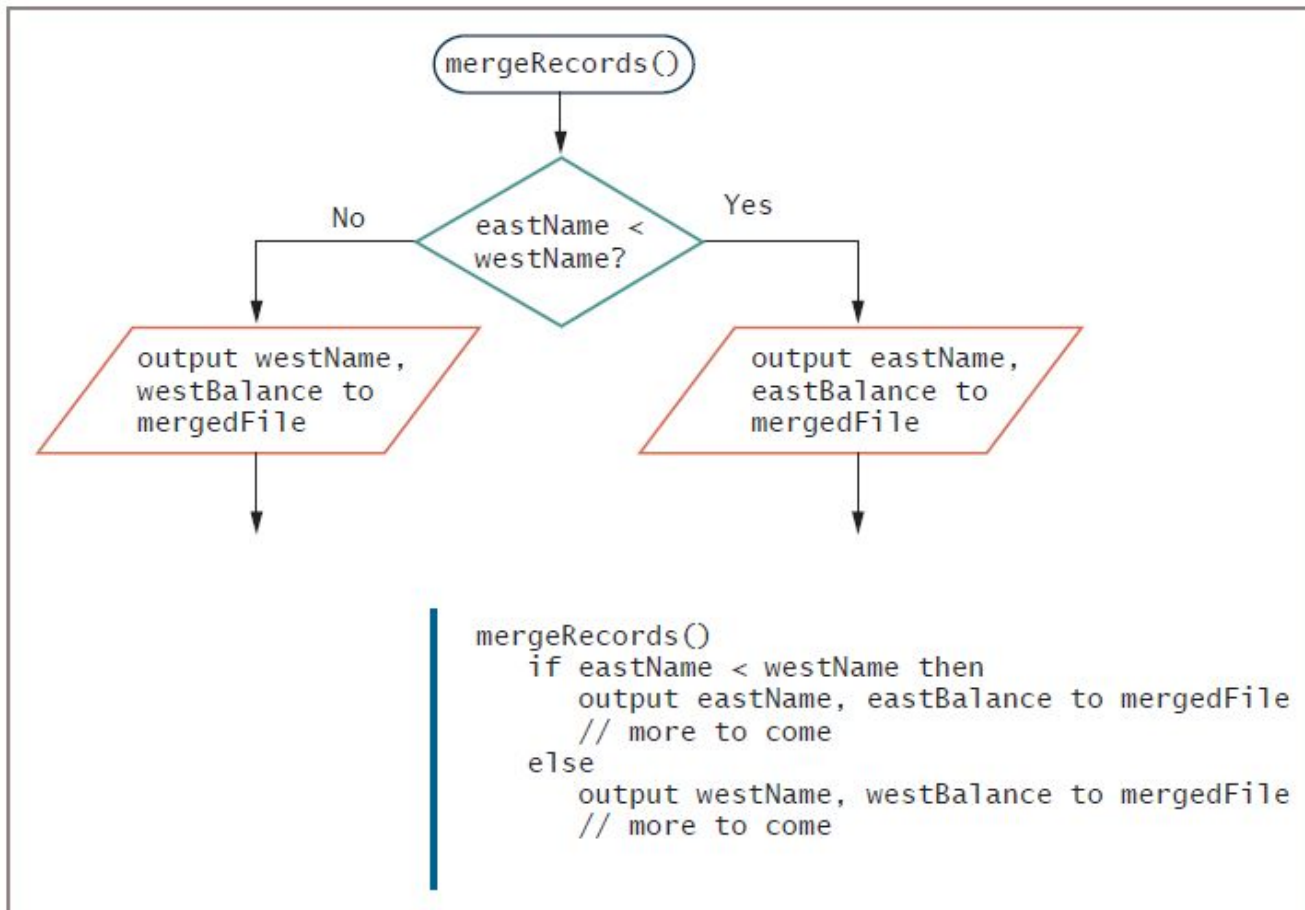 mergeRecords()
No
Yes
eastName <
westName?
output westName,
westBalance to
mergedFile
output eastName,
eastBalance to
mergedFile
mergeRecords()
if eastName < westName then
output eastName, eastBalance to mergedFile
// more to come
else
output westName, westBalance to mergedFile
// more to come